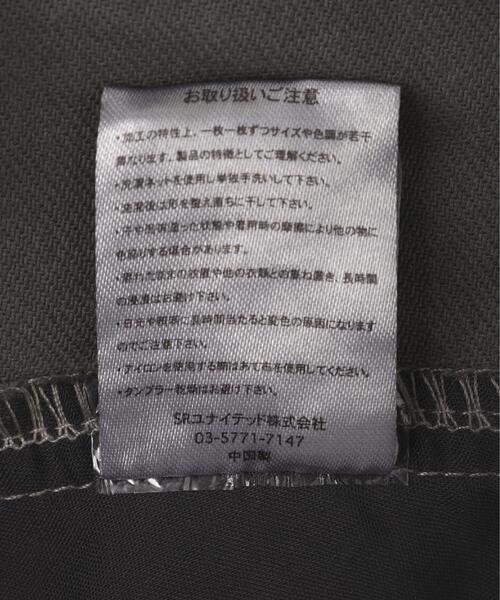 お取り扱いご注意
・加工の特性上、一枚一枚ずつサイズや色調が若干
異なります。製品の特徴としてご理解ください。
・洗濯ネットを使用し単独手洗いして下さい。
・洗濯後は形を整え直ちに干して下さい。
・汗や雨等湿った状態や着用時の摩擦により他の物に
色移りする場合があります。
・濡れたままの放置や他の衣類との重ね置き、長時間
の浸漬はお避け下さい。
・日光や照明に長時間当たると変色の原因になります
のでご注意下さい。
・アイロンを使用する際はあて布を使用してください。
・タンブラー乾燥はお避け下さい。
SRユナイテッド株式会社
03-5771-7147
中国製